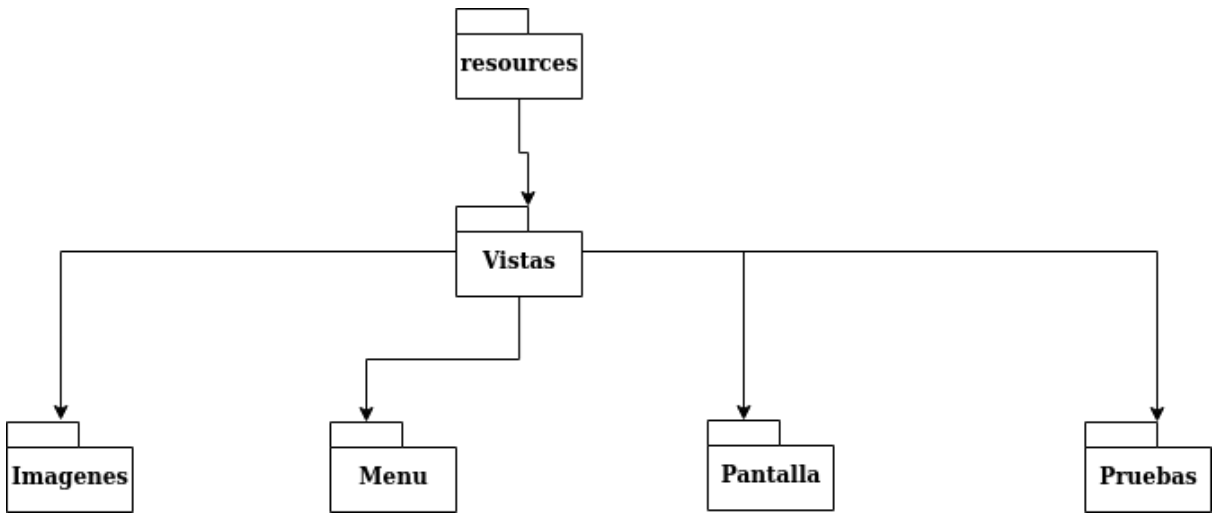 resources
Vistas
Imagenes
Menu
Pantalla
Pruebas